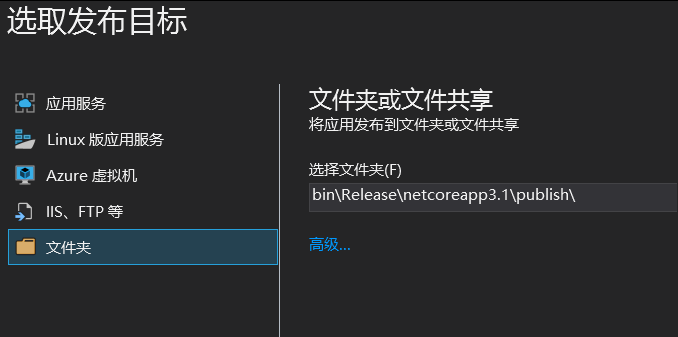 选取发布目标
应用服务
Linux 版应用服务
Azure 虚拟机
IIS、FTP 等
文件夹
文件夹或文件共享
将应用发布到文件夹或文件共享
选择文件夹(F)
bin\Release\netcoreapp3.1\publish\
高级...